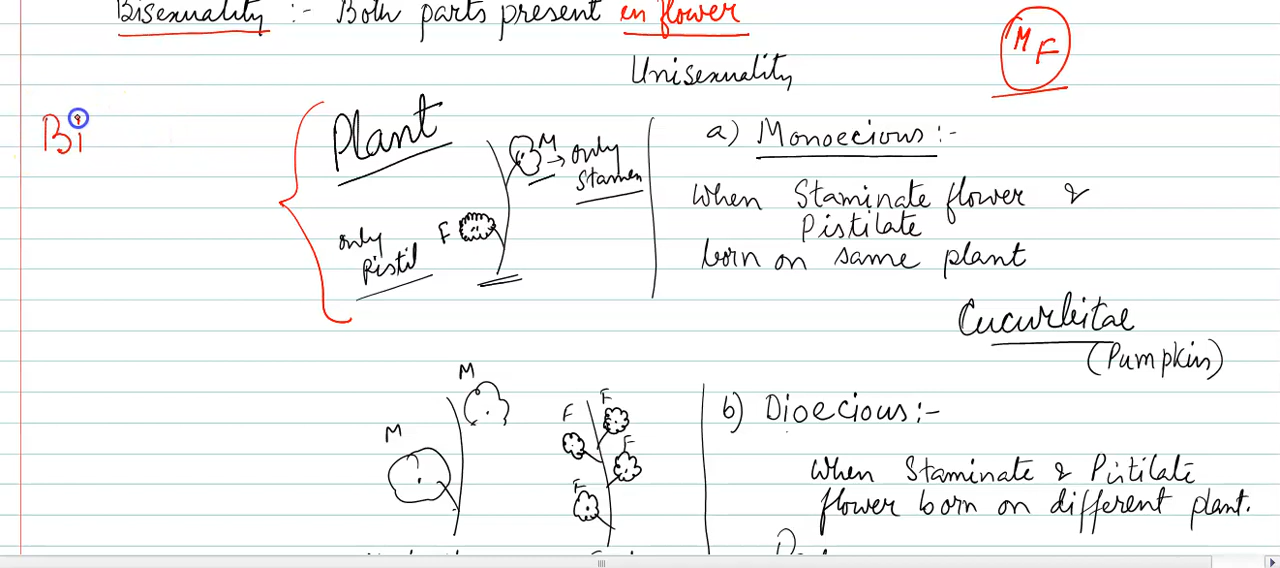 Bisexuality :- Both parts present in flower
M F
Unisexuality
Bi
Plant
M → only
Stamen
F
only
Pistil
a) Monoecious :-
When Staminate flower &
Pistilate
born on same plant
Cucurbitae
(Pumpkin)
M
M
F
F
F
F
b) Dioecious :-
When Staminate & Pistilate
flower born on different plant.